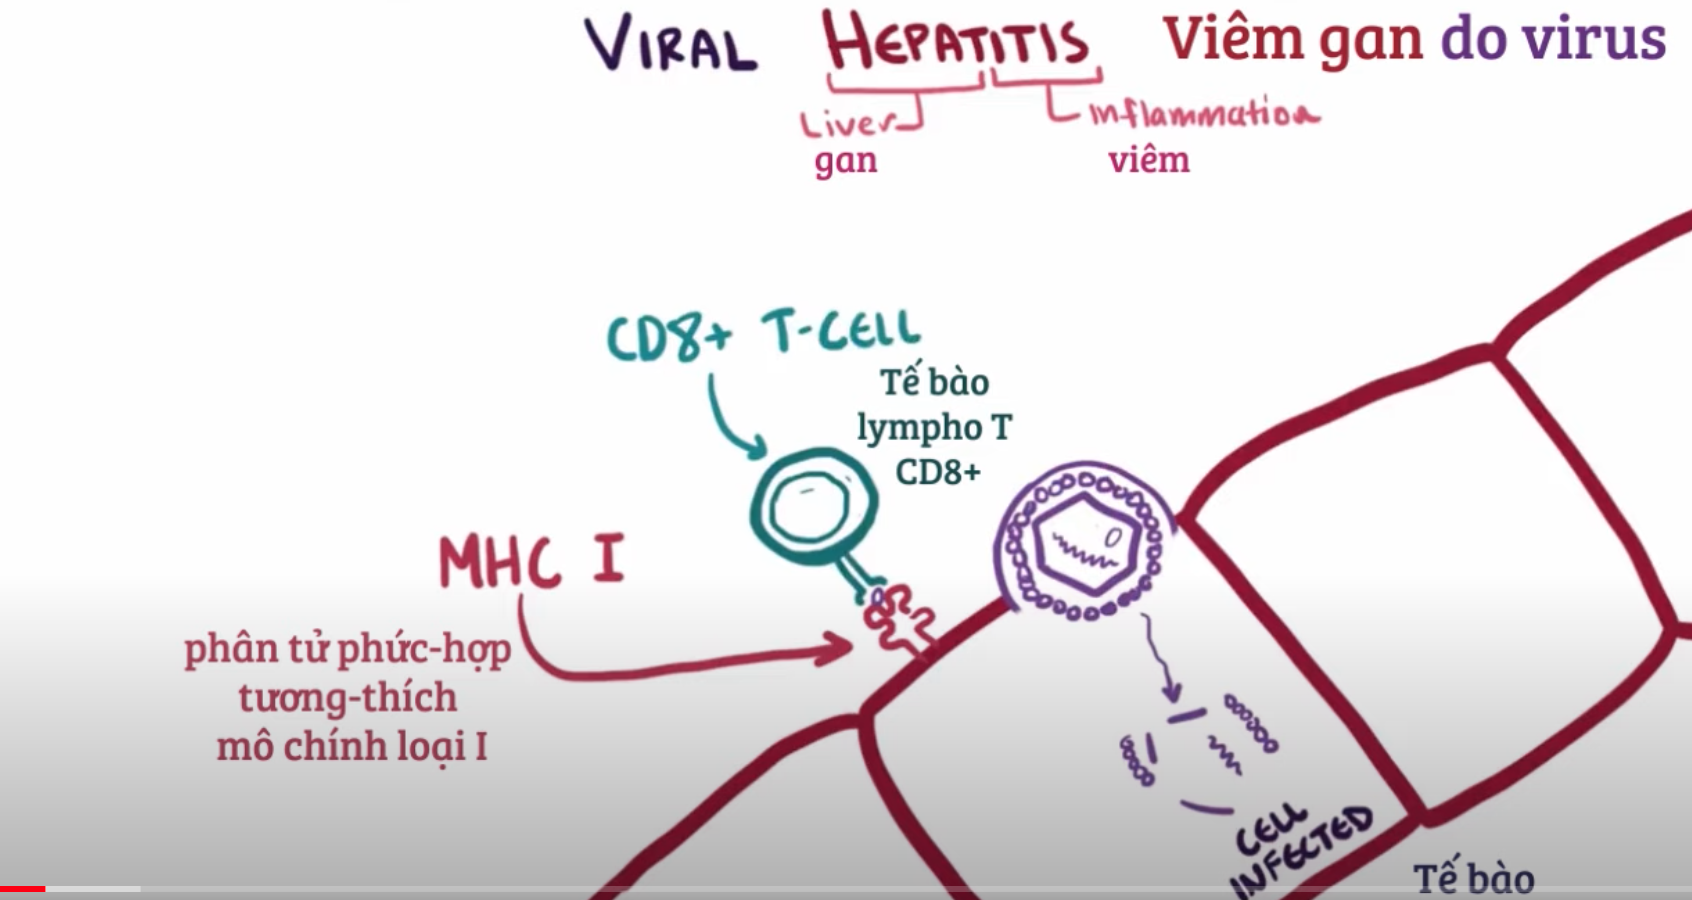 VIRAL HEPATITIS Viêm gan do virus
Liver Inflammation
gan viêm
CD8+ T-CELL
Tế bào
lympho T
CD8+
MHC I
phân tử phức-hợp
tương-thích
mô chính loại I
CELL
INFECTED
Tế bào